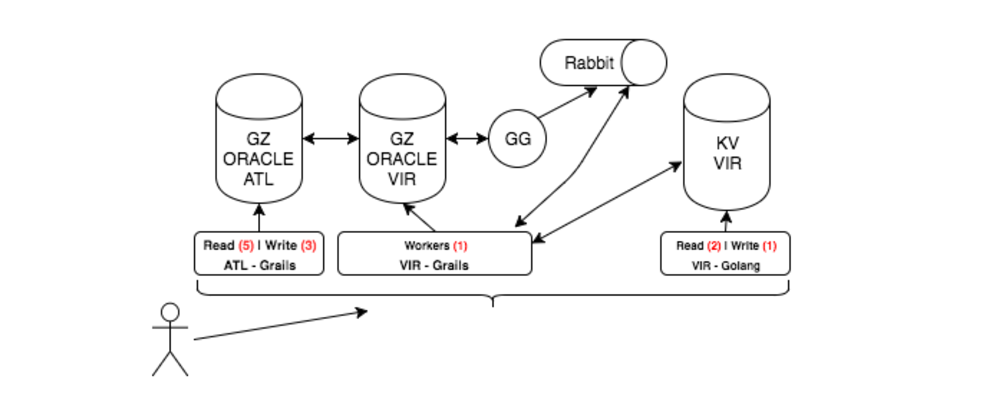 Rabbit
GZ
ORACLE
ATL
GZ
ORACLE
VIR
GG
KV
VIR
Read (5) | Write (3)
ATL - Grails
Workers (1)
VIR - Grails
Read (2) | Write (1)
VIR - Golang